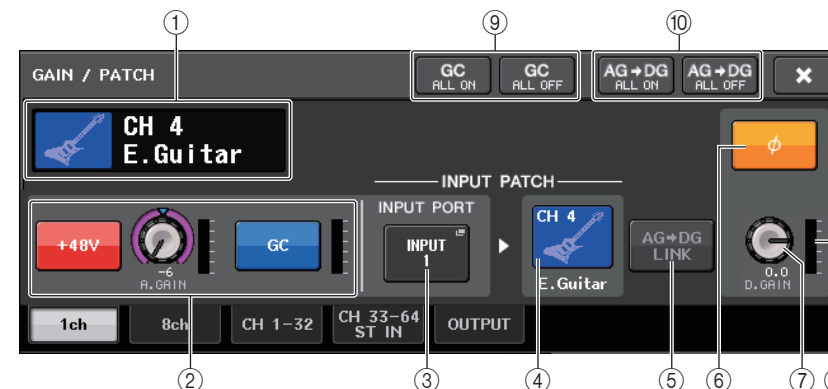 ① ⑨ ⑩
GAIN / PATCH
GC
ALL ON
GC
ALL OFF
AG→DG
ALL ON
AG→DG
ALL OFF
×
CH 4
E.Guitar
φ
INPUT PATCH
INPUT PORT
+48V
-6
A.GAIN
GC
INPUT
1
CH 4
E.Guitar
AG→DG
LINK
0.0
D.GAIN
1ch
8ch
CH 1-32
CH 33-64
ST IN
OUTPUT
② ③ ④ ⑤ ⑥ ⑦